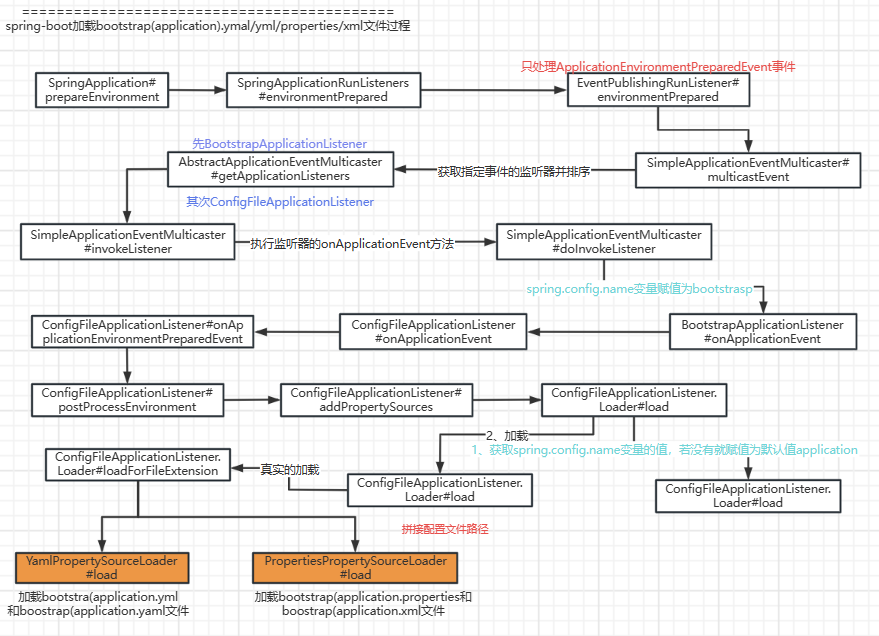 ======================================
spring-boot加载bootstrap(application).ymal/yml/properties/xml文件过程
只处理ApplicationEnvironmentPreparedEvent事件
SpringApplication#
prepareEnvironment
SpringApplicationRunListeners
#environmentPrepared
EventPublishingRunListener#
environmentPrepared
先BootstrapApplicationListener
AbstractApplicationEventMulticaster
#getApplicationListeners
获取指定事件的监听器并排序
SimpleApplicationEventMulticaster#
multicastEvent
其次ConfigFileApplicationListener
SimpleApplicationEventMulticaster
#invokeListener
执行监听器的onApplicationEvent方法
SimpleApplicationEventMulticaster
#doInvokeListener
spring.config.name变量赋值为bootstrasp
ConfigFileApplicationListener#onAp
plicationEnvironmentPreparedEvent
ConfigFileApplicationListener
#onApplicationEvent
BootstrapApplicationListener
#onApplicationEvent
ConfigFileApplicationListener#
postProcessEnvironment
ConfigFileApplicationListener#
addPropertySources
ConfigFileApplicationListener.
Loader#load
2、加载
1、获取spring.config.name变量的值，若没有就赋值为默认值application
ConfigFileApplicationListener.
Loader#loadForFileExtension
真实的加载
ConfigFileApplicationListener.
Loader#load
ConfigFileApplicationListener.
Loader#load
拼接配置文件路径
YamlPropertySourceLoader
#load
PropertiesPropertySourceLoader
#load
加载bootstra(application.yml
和boostrap(application.yaml文件
加载bootstrap(application.properties和
boostrap(application.xml文件